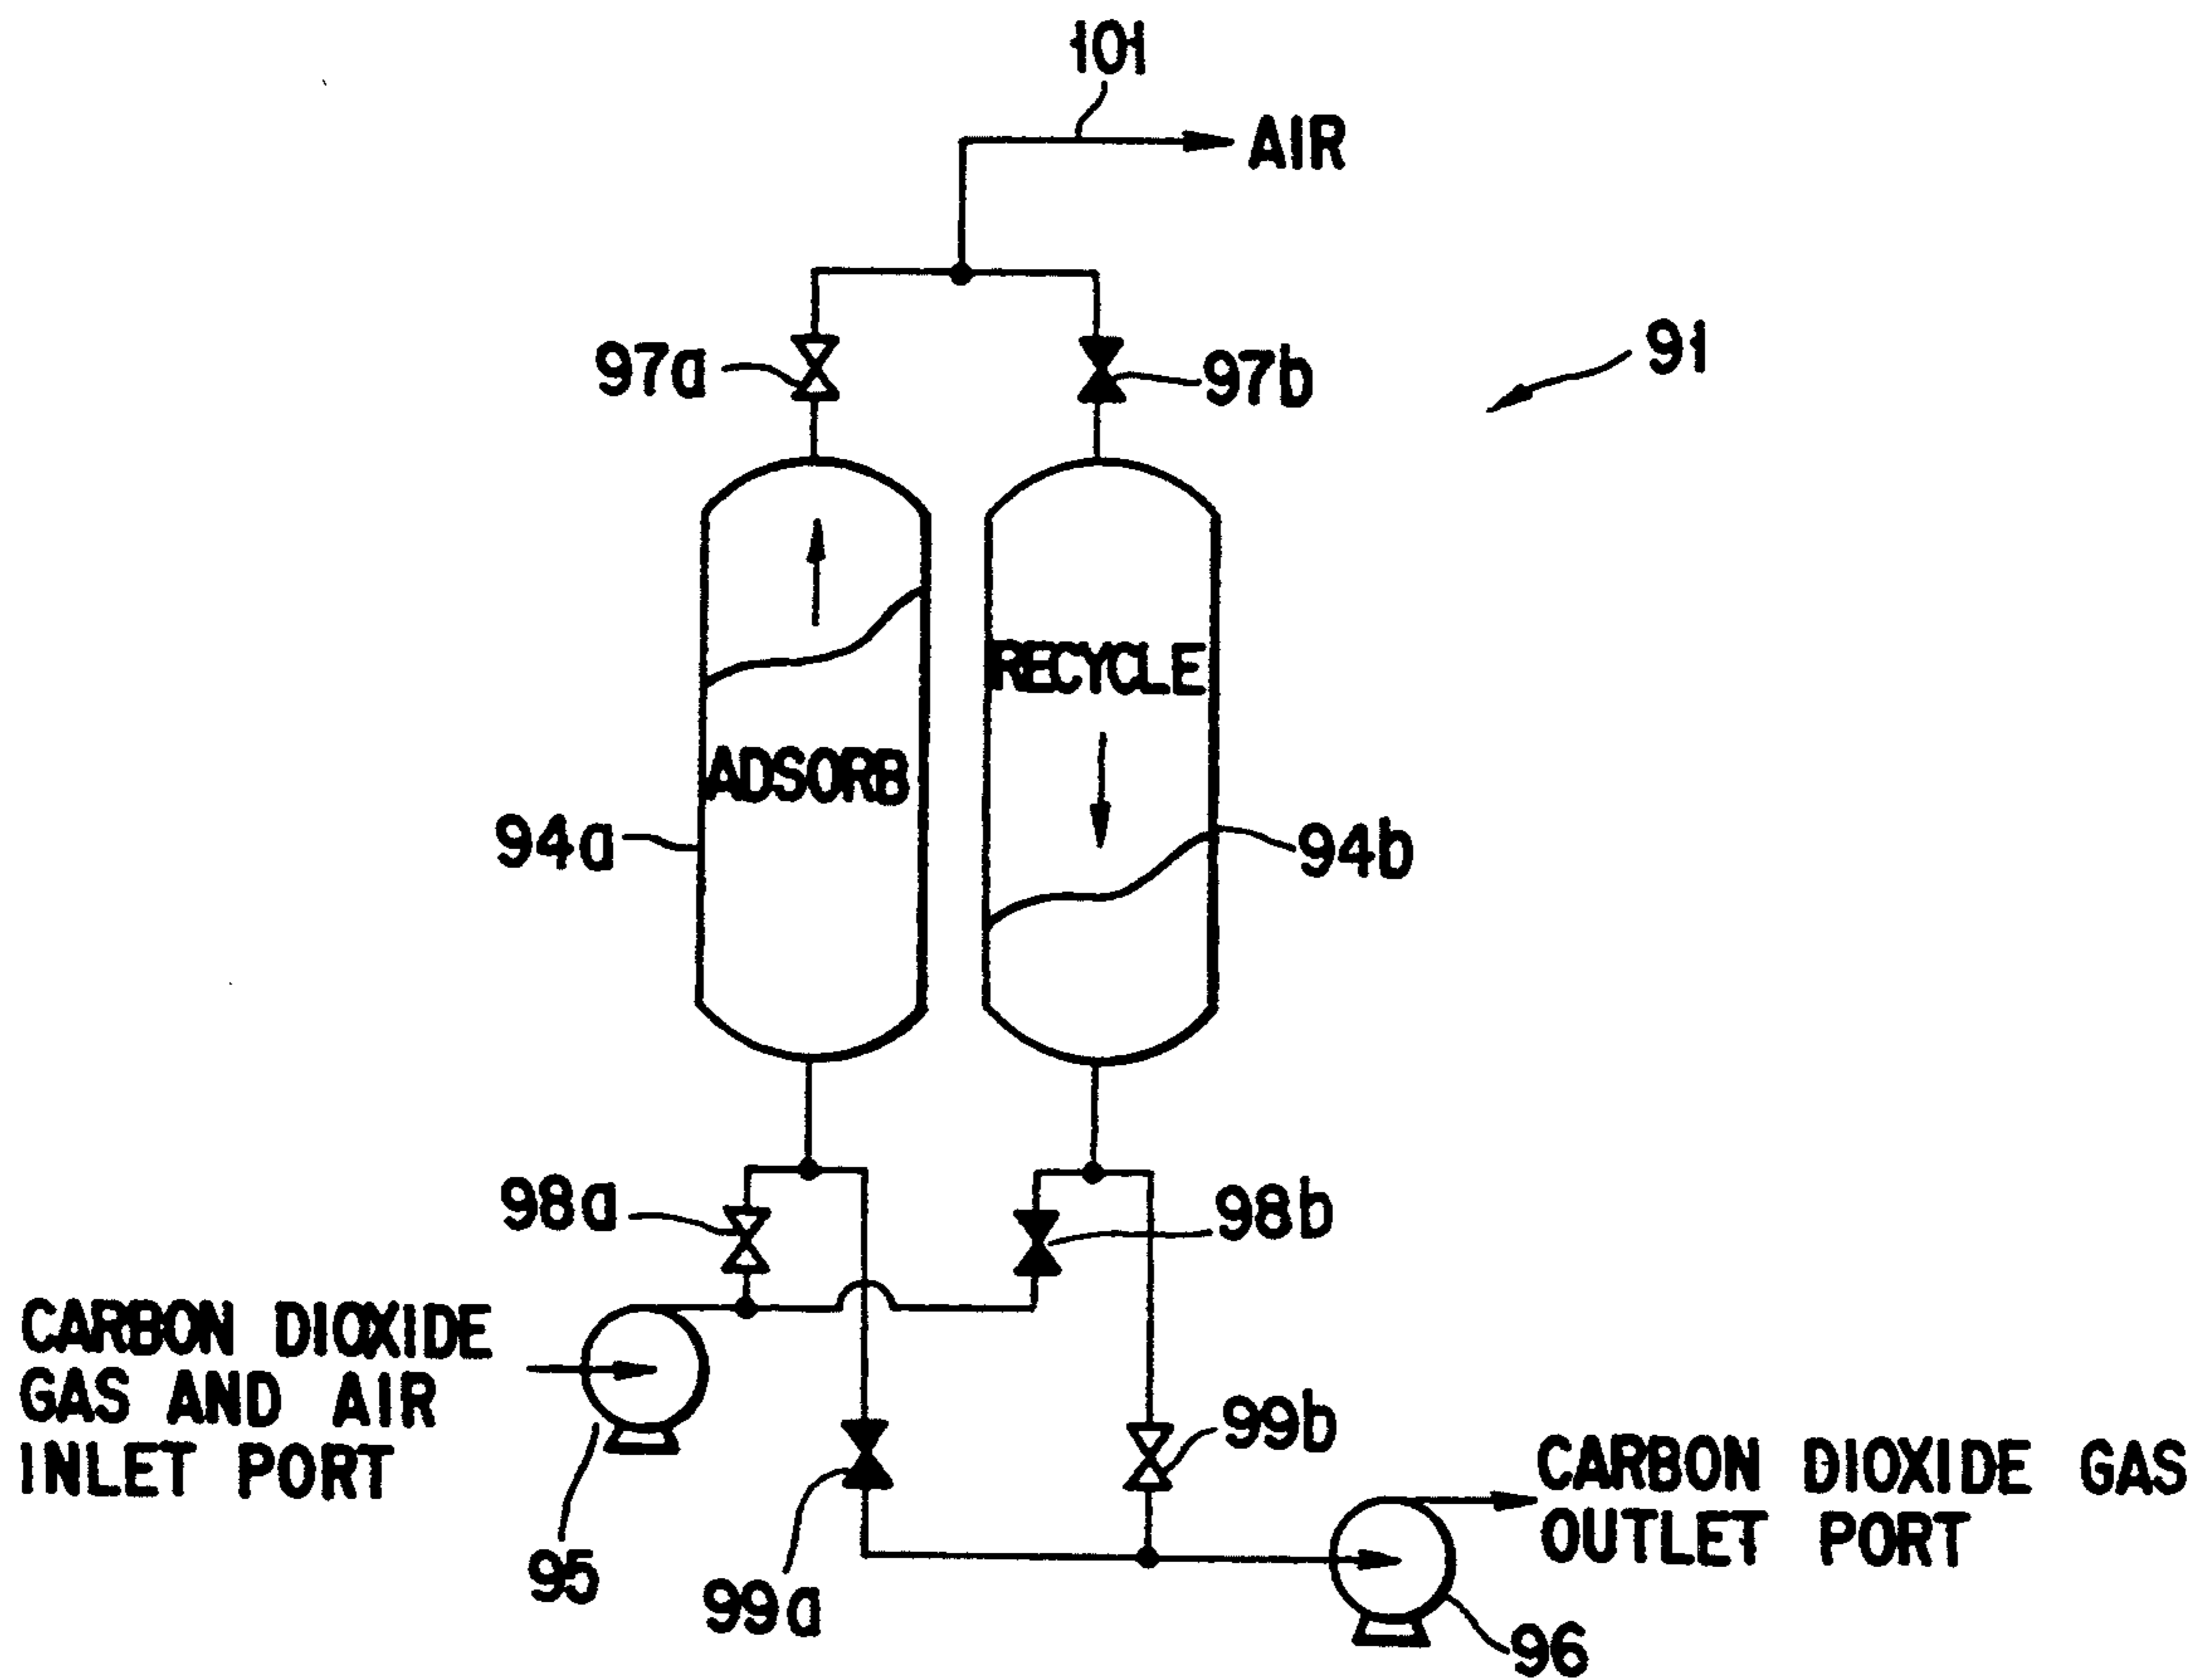 101
AIR
91
97a
97b
RECYCLE
ADSORB
94a
94b
98a
98b
CARBON DIOXIDE
GAS AND AIR
INLET PORT
99b
CARBON DIOXIDE GAS
OUTLET PORT
95
99a
96